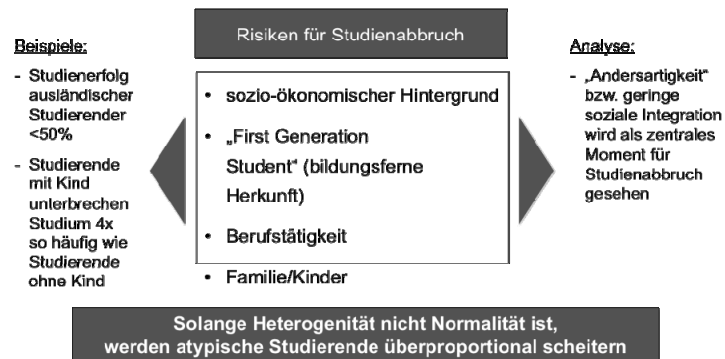 Risiken für Studienabbruch
Beispiele:
- Studienerfolg
ausländischer
Studierender
<50%
- Studierende
mit Kind
unterbrechen
Studium 4x
so häufig wie
Studierende
ohne Kind
• sozio-ökonomischer Hintergrund
• „First Generation
Student“ (bildungsferne
Herkunft)
• Berufstätigkeit
• Familie/Kinder
Analyse:
- „Andersartigkeit“
bzw. geringe
soziale Integration
wird als zentrales
Moment für
Studienabbruch
gesehen
Solange Heterogenität nicht Normalität ist,
werden atypische Studierende überproportional scheitern